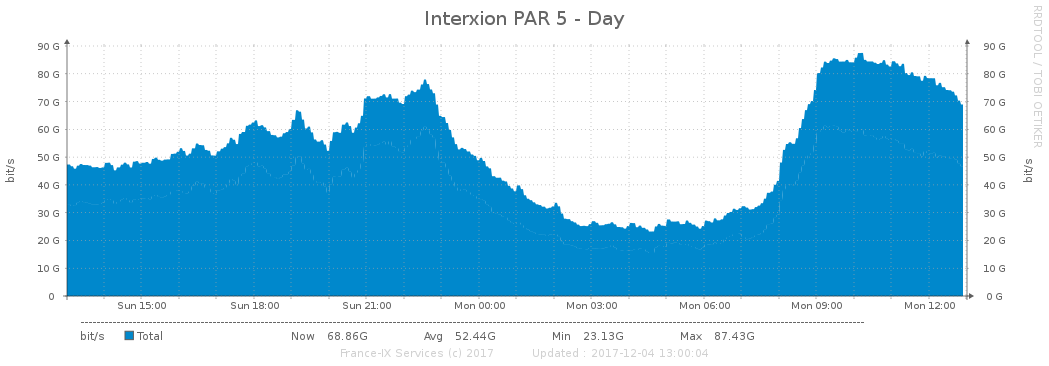 Interxion PAR 5 - Day
RRDTOOL / TOBI OETIKER
90 G 90 G
80 G 80 G
70 G 70 G
60 G 60 G
50 G 50 G
40 G 40 G
30 G 30 G
20 G 20 G
10 G 10 G
0 0 G
bit/s bit/s
Sun 15:00 Sun 18:00 Sun 21:00 Mon 00:00 Mon 03:00 Mon 06:00 Mon 09:00 Mon 12:00
bit/s Total Now 68.86G Avg 52.44G Min 23.13G Max 87.43G
France-IX Services (c) 2017 Updated : 2017-12-04 13:00:04